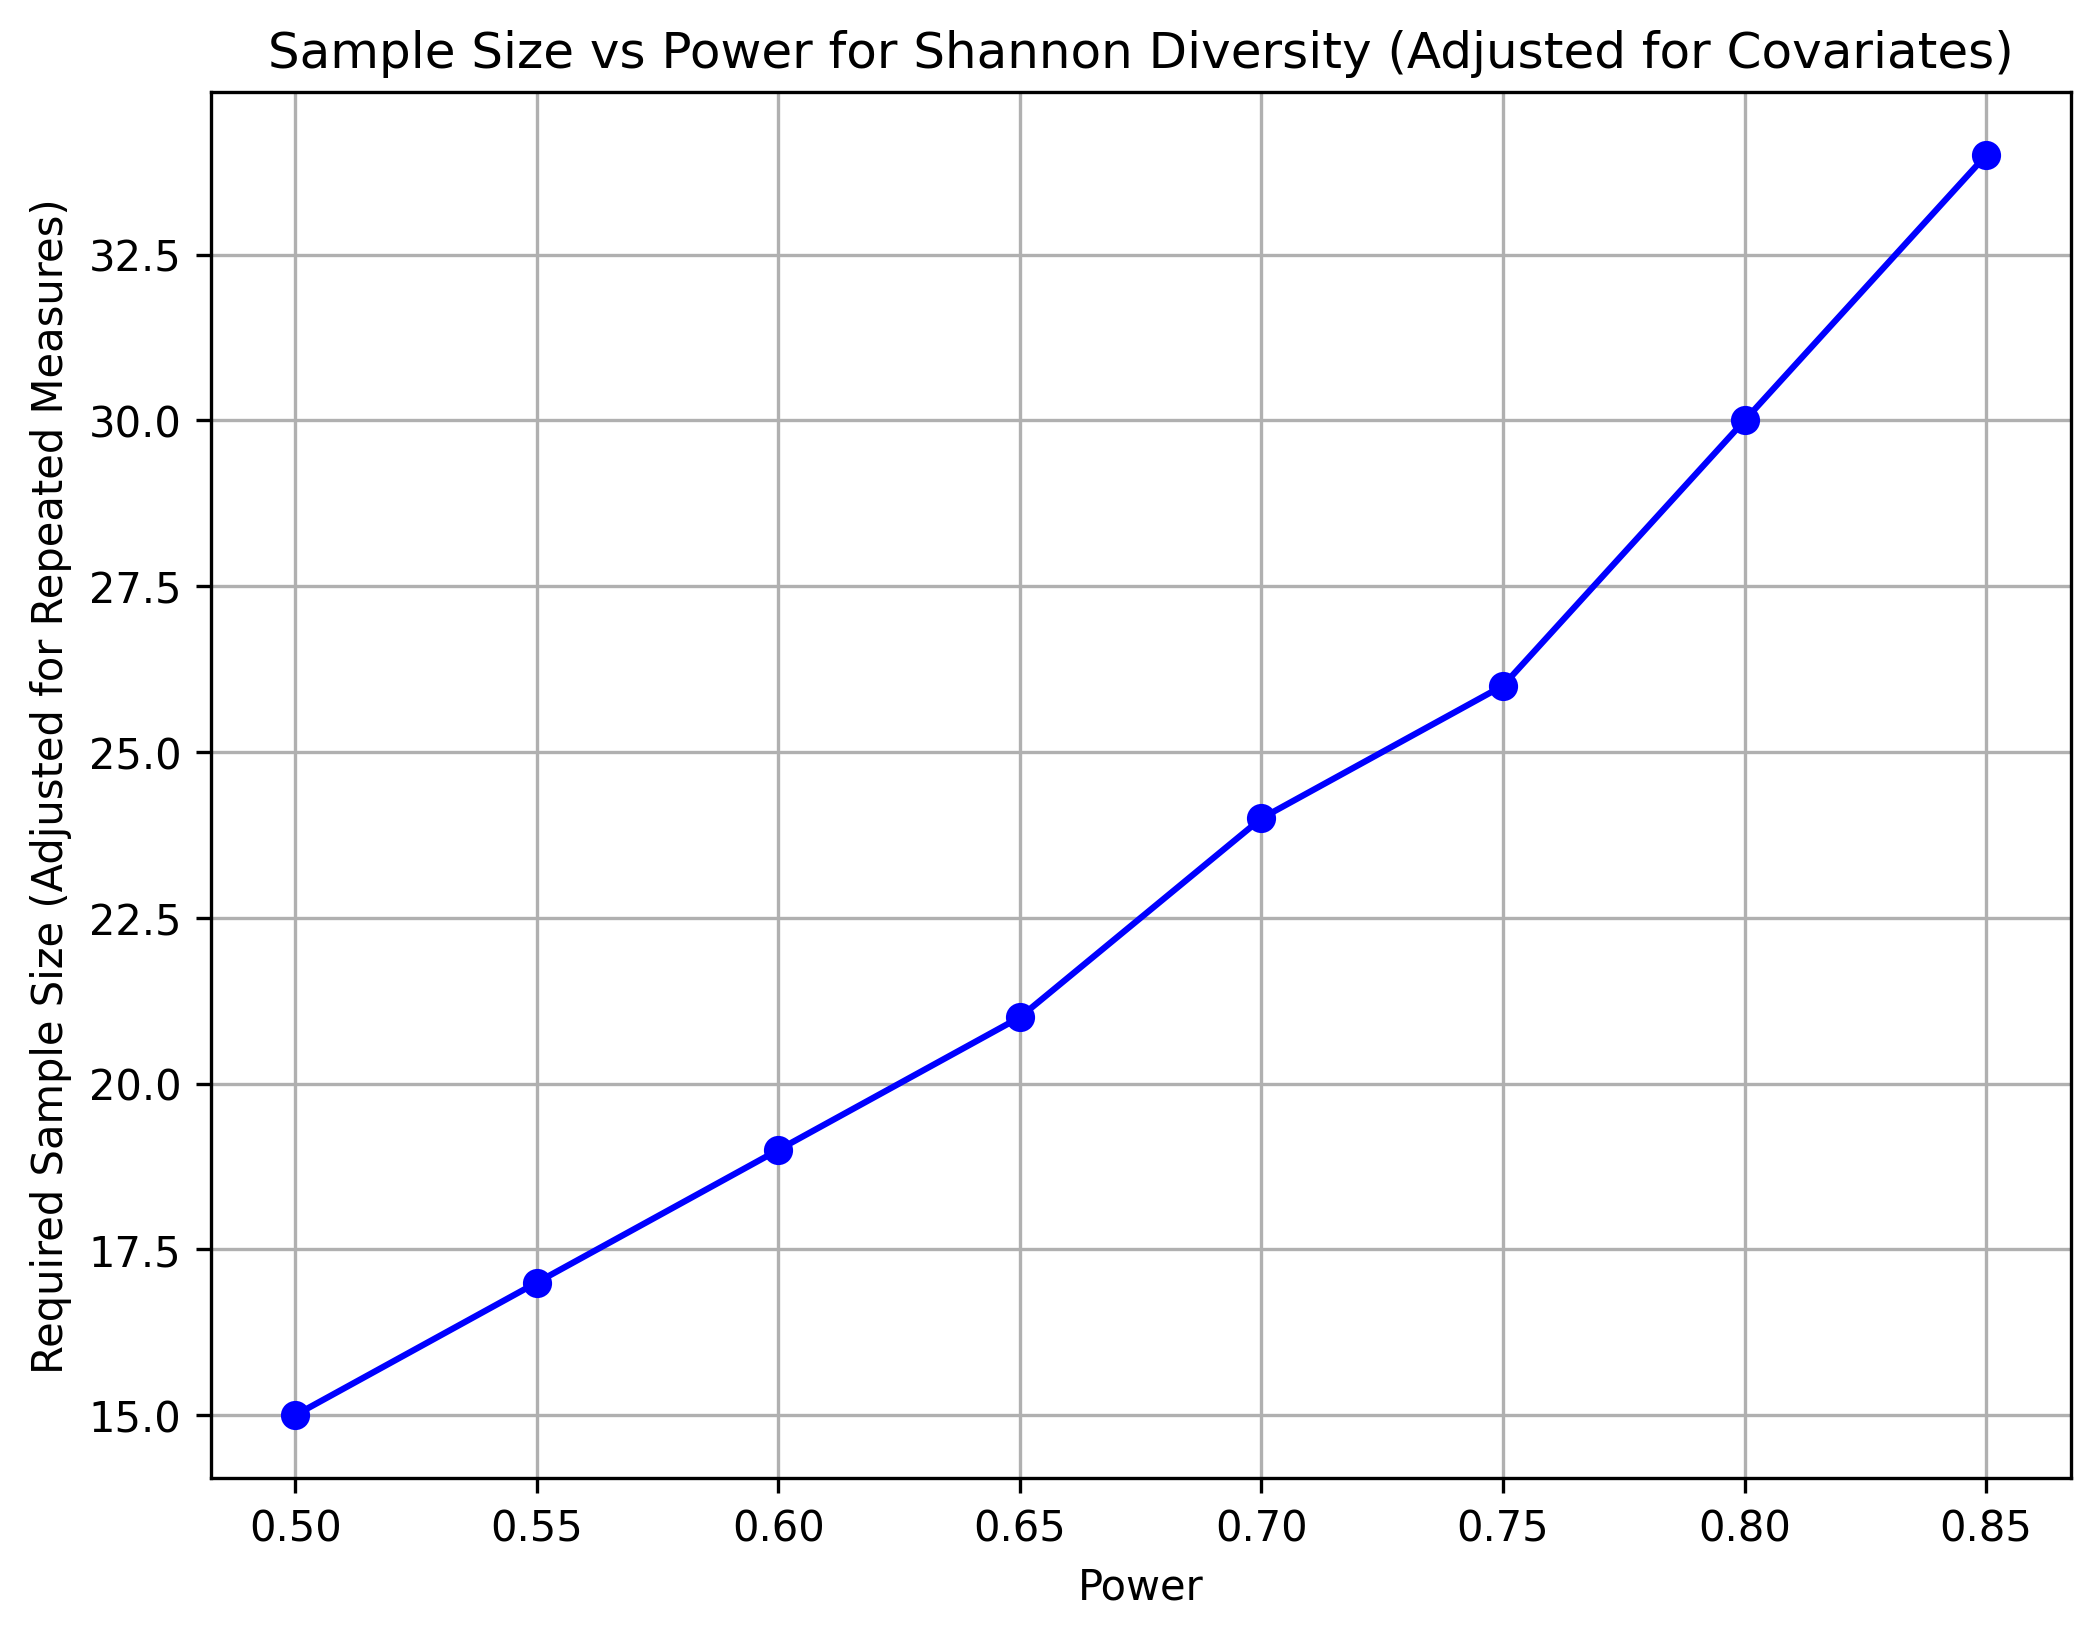 Sample Size vs Power for Shannon Diversity (Adjusted for Covariates)
Required Sample Size (Adjusted for Repeated Measures)
32.5
30.0
27.5
25.0
22.5
20.0
17.5
15.0
0.50 0.55 0.60 0.65 0.70 0.75 0.80 0.85
Power